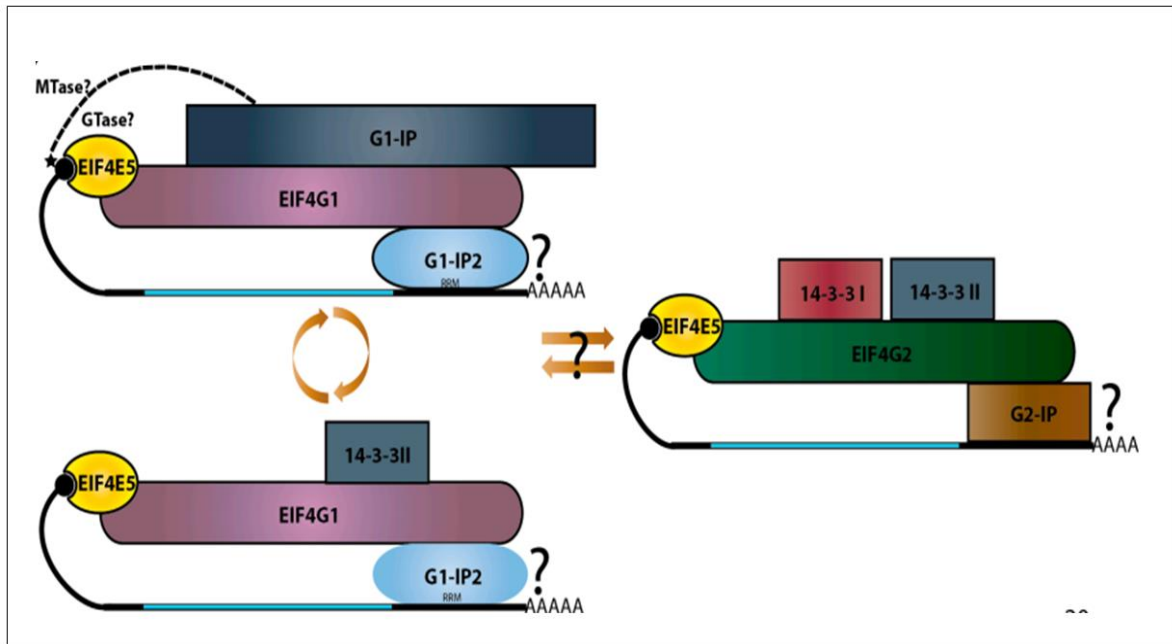 MTase?
GTase?
EIF4E5
G1-IP
EIF4G1
G1-IP2
RRM
?
AAAAA
?
14-3-3 I
14-3-3 II
EIF4E5
EIF4G2
G2-IP
?
AAAA
14-3-3II
EIF4E5
EIF4G1
G1-IP2
RRM
?
AAAAA